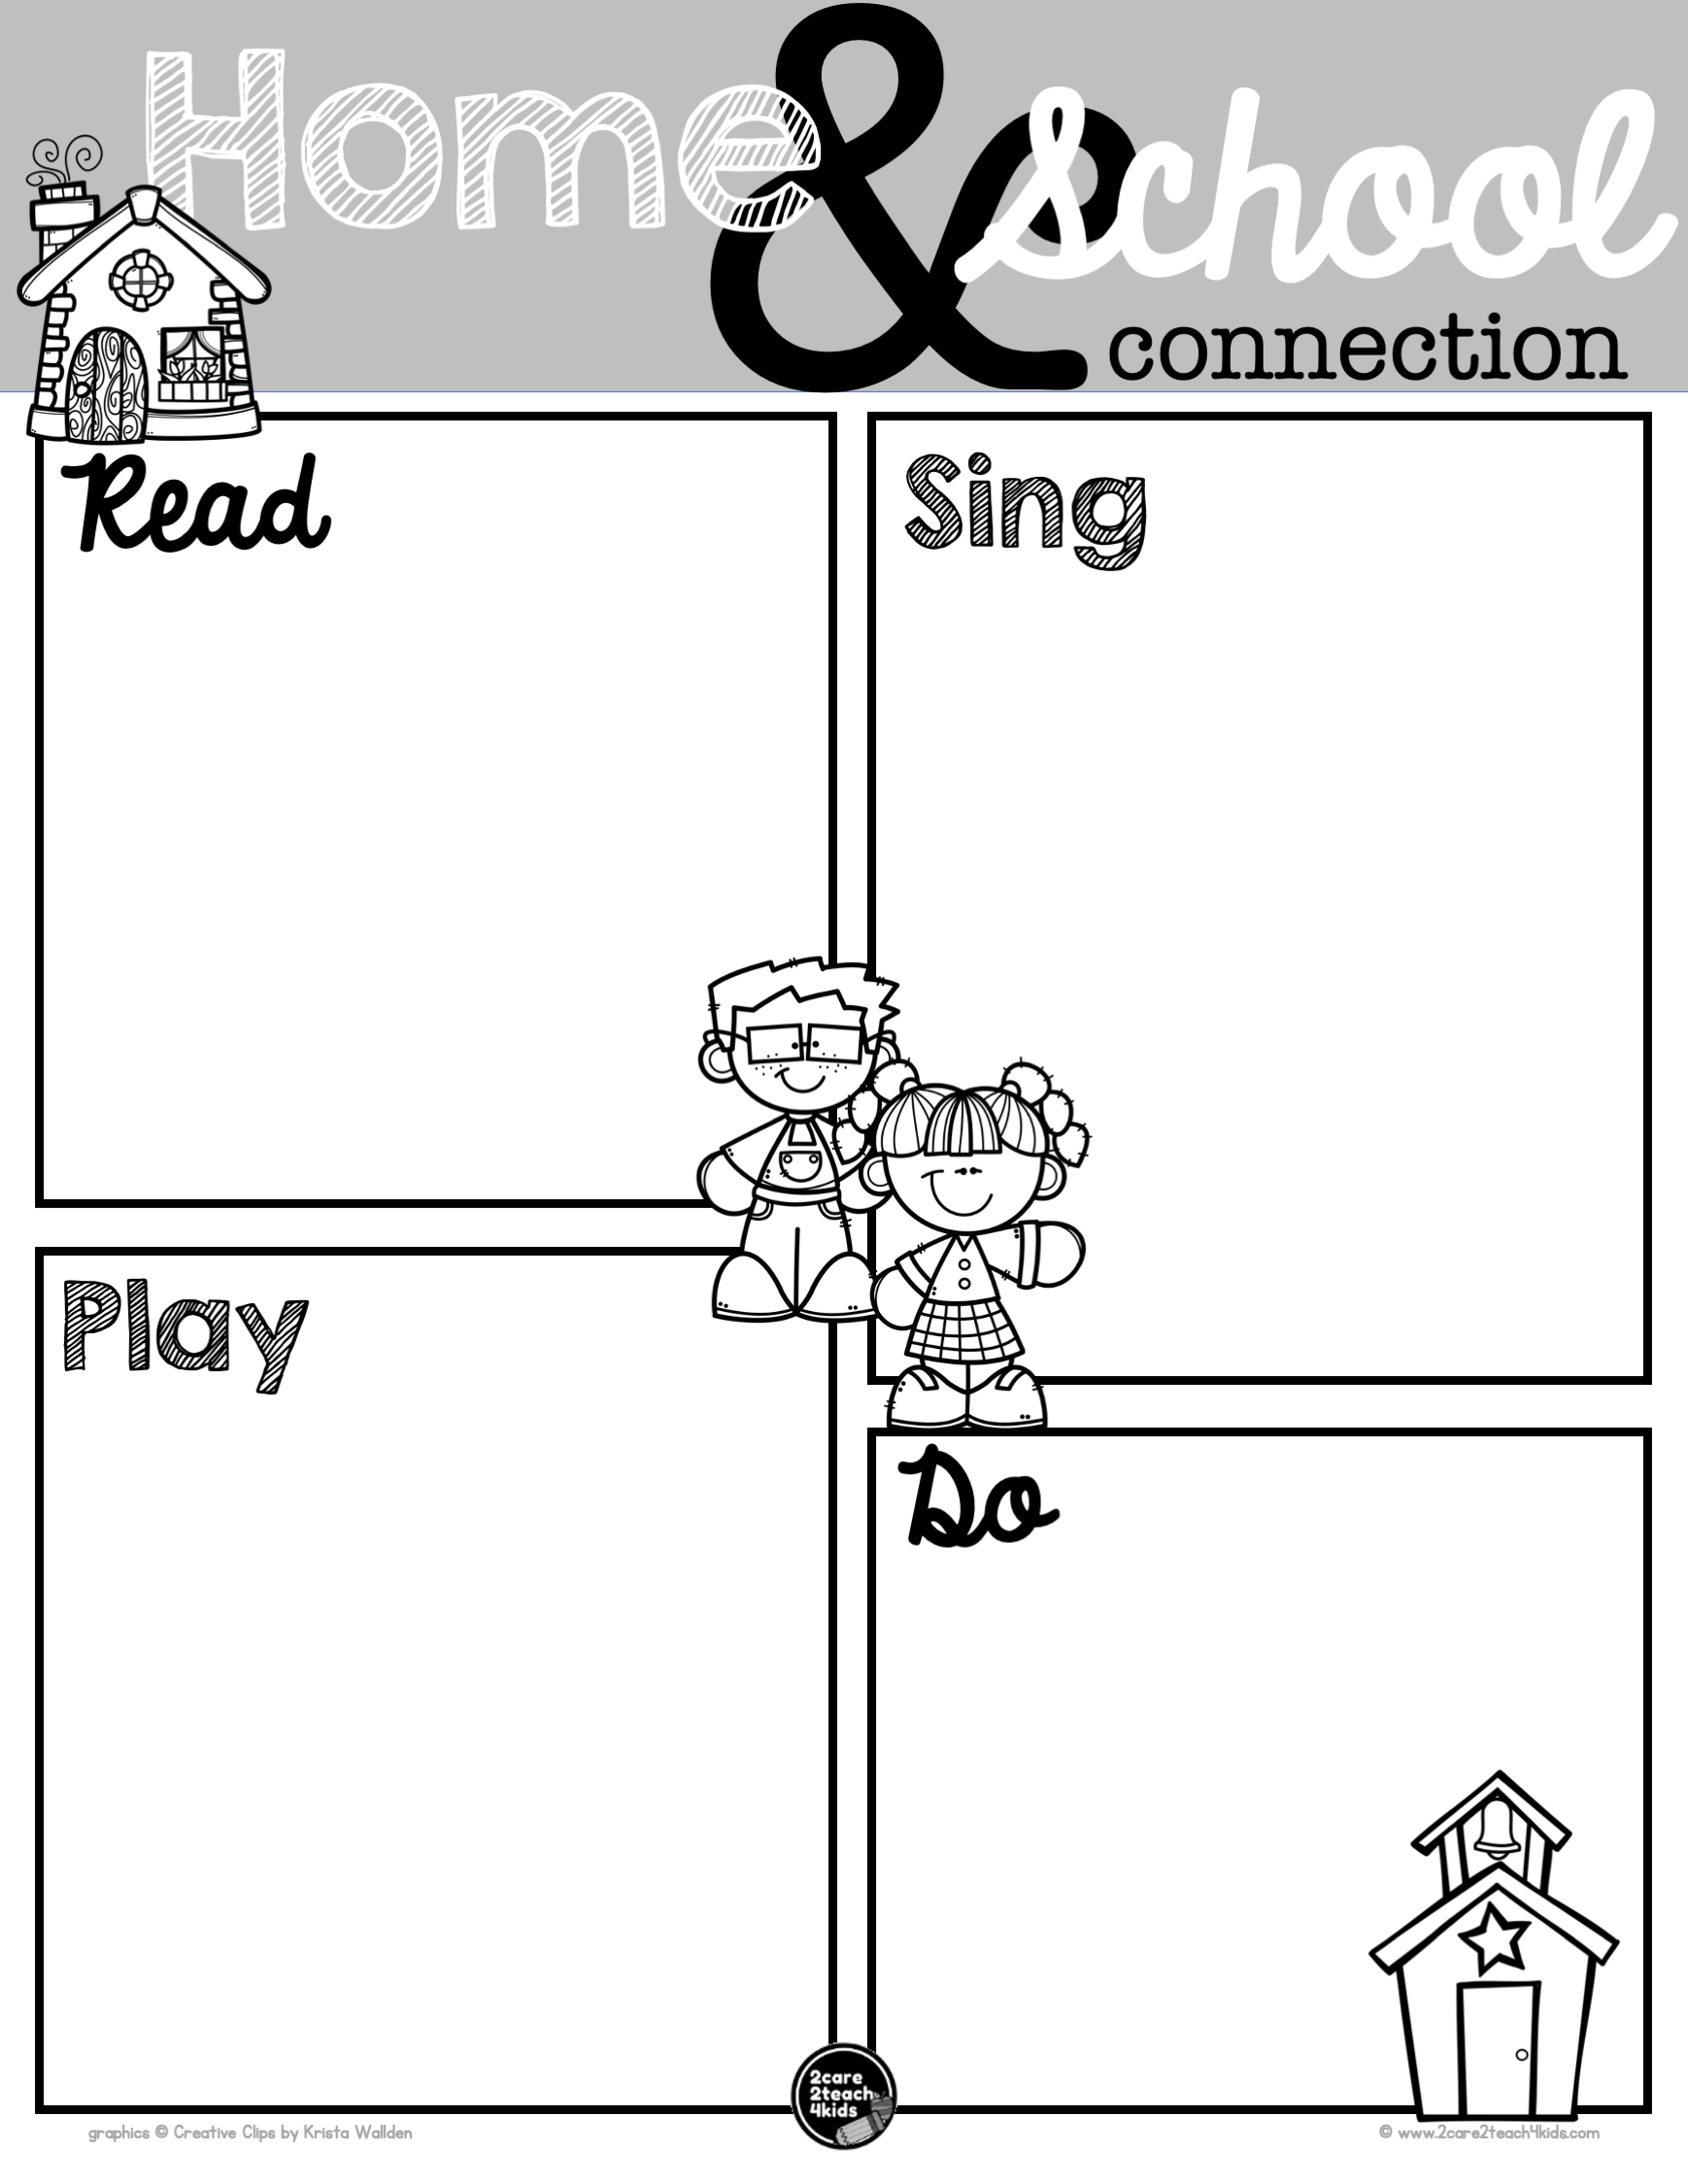 Home & School
connection
Read
Sing
Play
Do
2care
2teach
4kids
graphics © Creative Clips by Krista Wallden
© www.2care2teach4kids.com